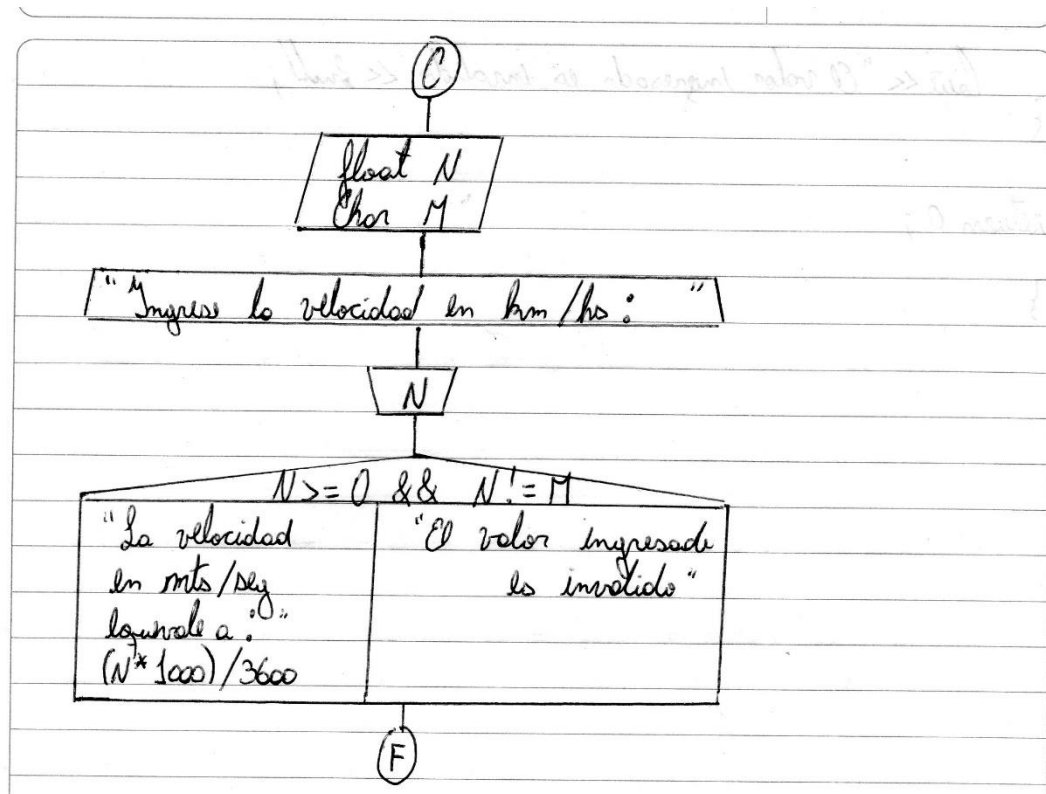 C
float N
Char M
"Ingrese la velocidad en km/hs: "
N
N>=0 && N!=M
"La velocidad
en mts/seg
equivale a: "
(N*1000)/3600
"El valor ingresado
es invalido"
F